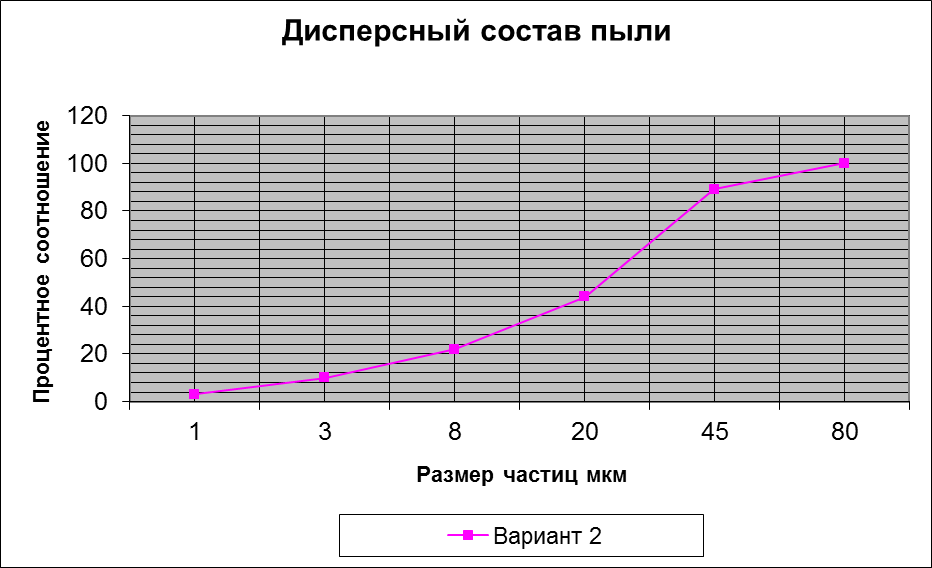 Дисперсный состав пыли
Процентное соотношение
120
100
80
60
40
20
0
1 3 8 20 45 80
Размер частиц мкм
Вариант 2